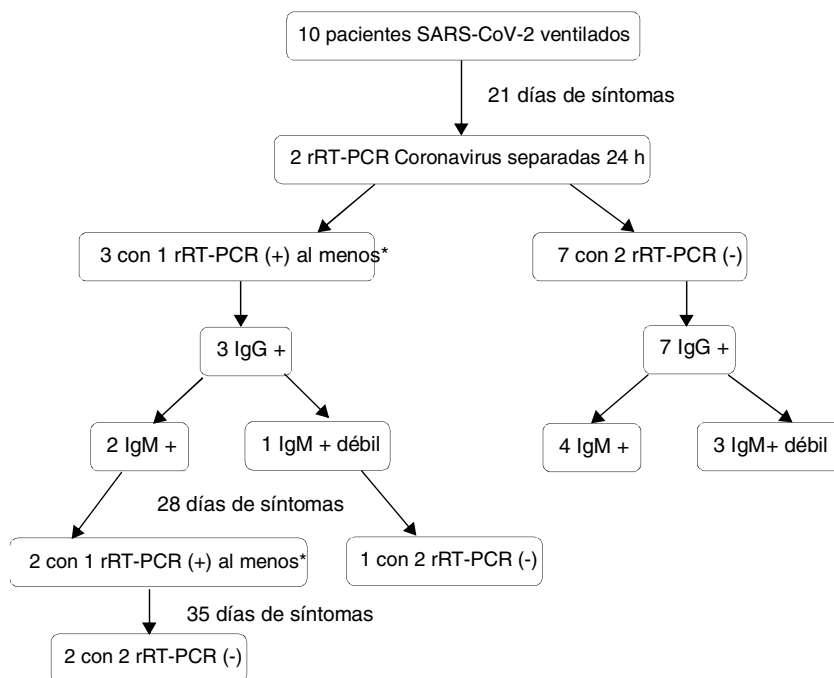 10 pacientes SARS-CoV-2 ventilados
21 días de síntomas
2 rRT-PCR Coronavirus separadas 24 h
3 con 1 rRT-PCR (+) al menos*
7 con 2 rRT-PCR (-)
3 IgG +
7 IgG +
2 IgM +
1 IgM + débil
4 IgM +
3 IgM+ débil
28 días de síntomas
2 con 1 rRT-PCR (+) al menos*
1 con 2 rRT-PCR (-)
35 días de síntomas
2 con 2 rRT-PCR (-)